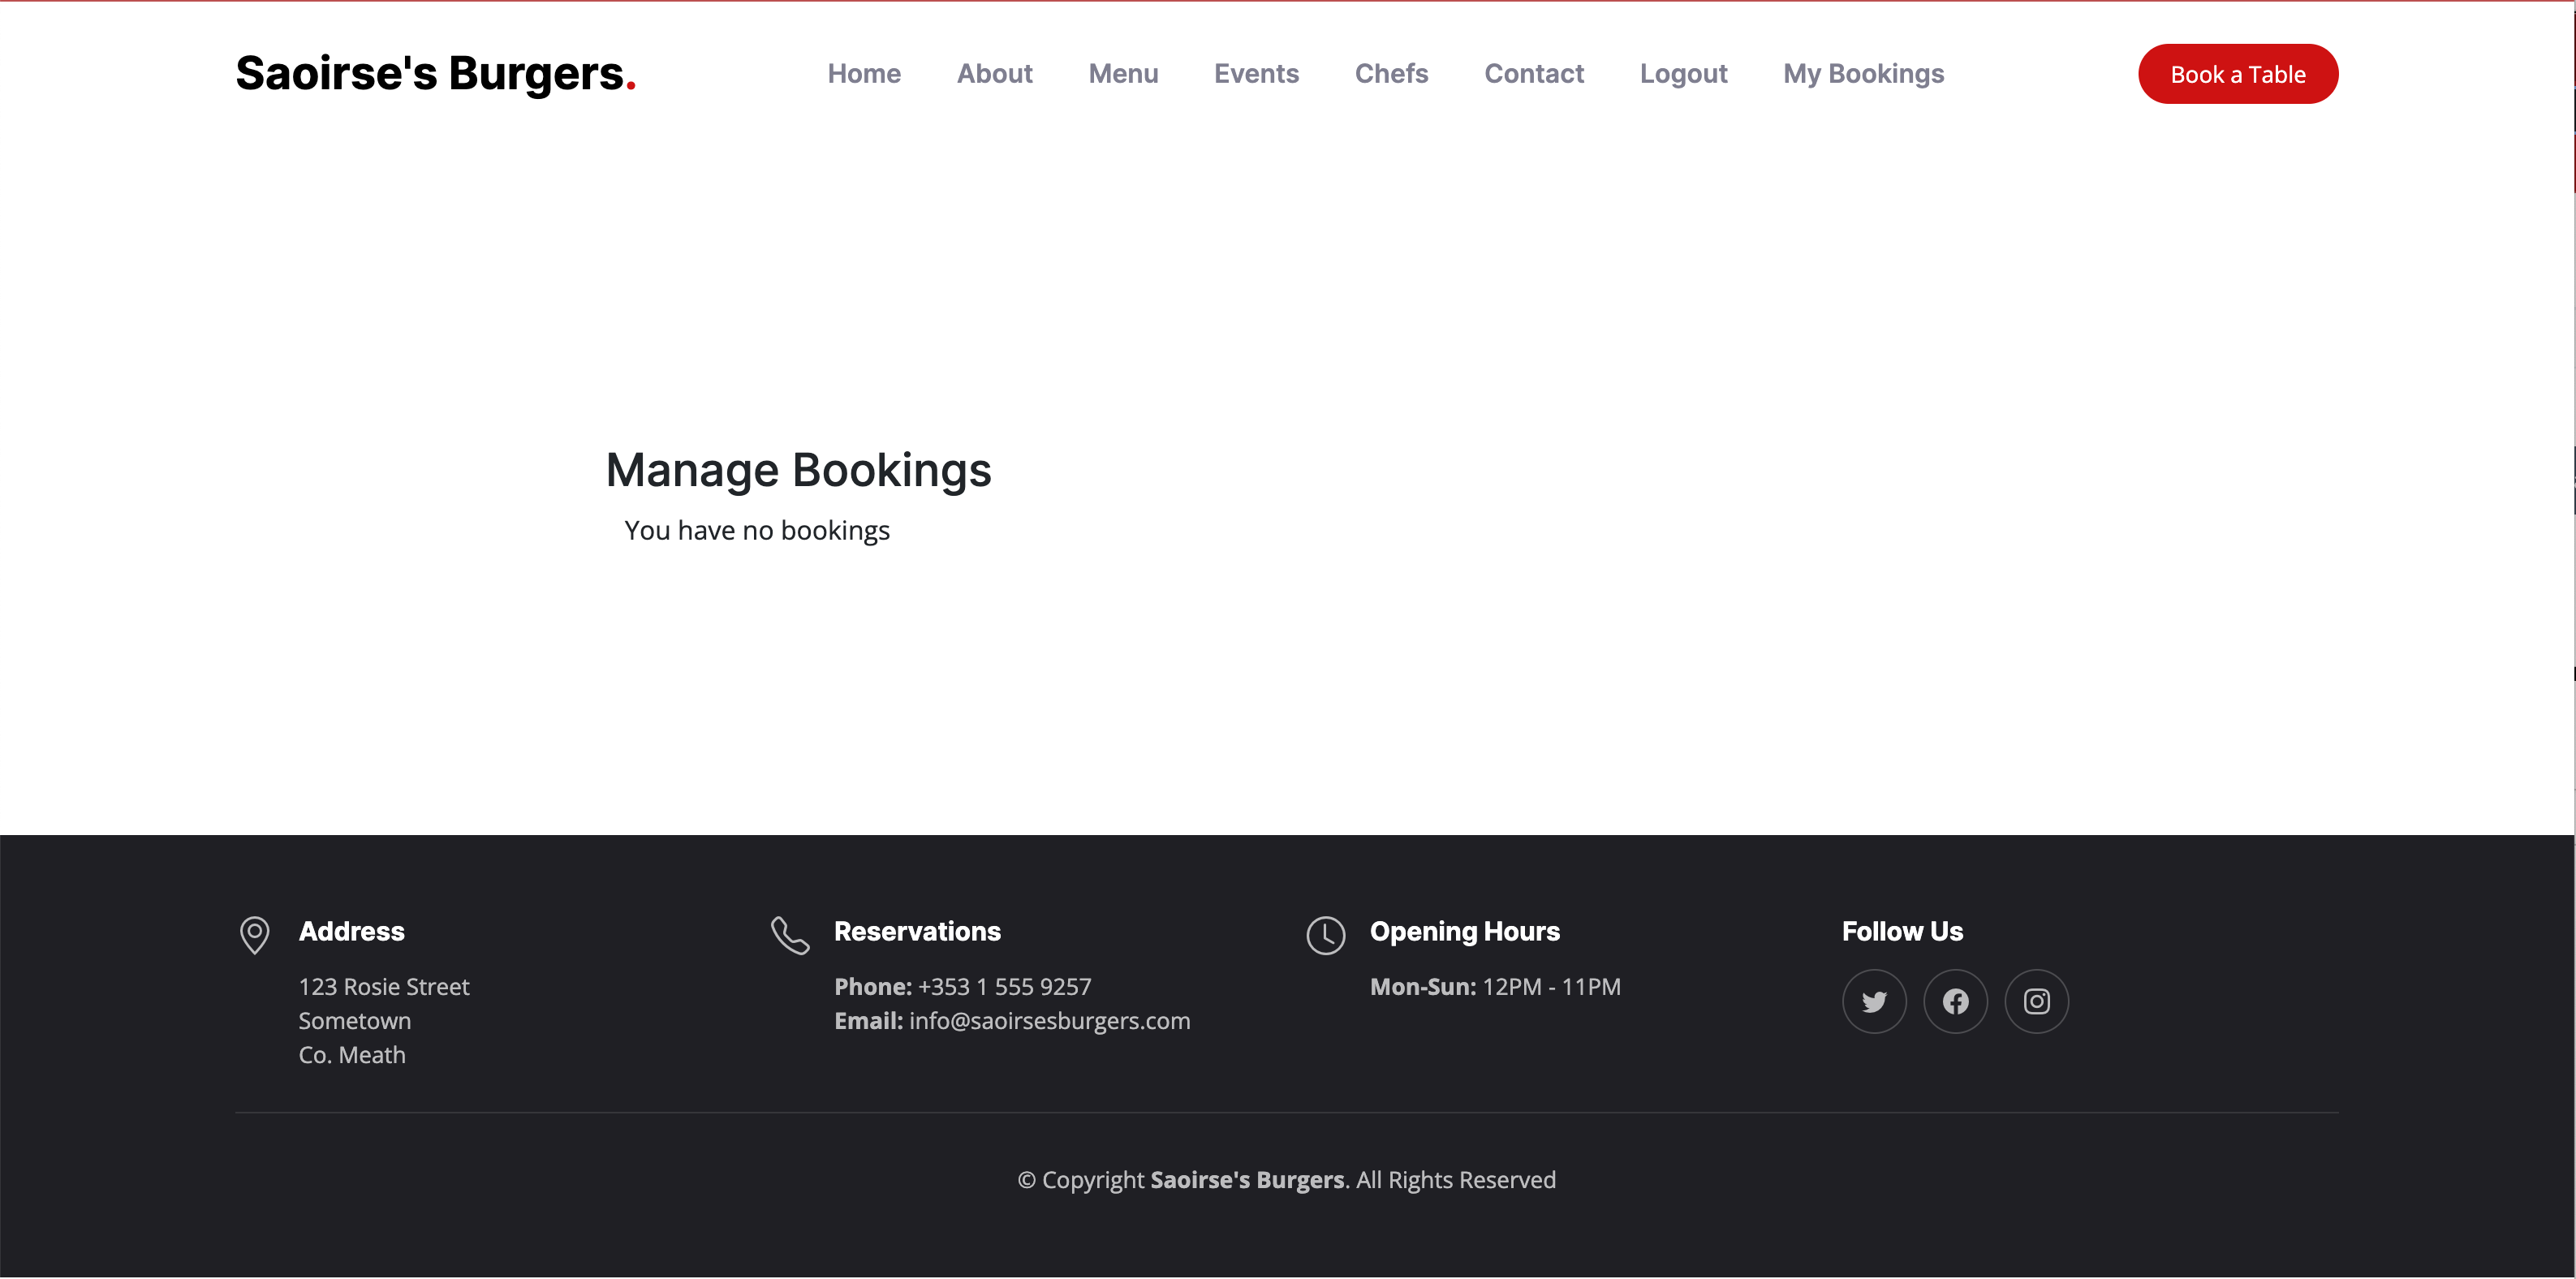 Saoirse's Burgers.
Home About Menu Events Chefs Contact Logout My Bookings
Book a Table
Manage Bookings
You have no bookings
Address
123 Rosie Street
Sometown
Co. Meath
Reservations
Phone: +353 1 555 9257
Email: info@saoirsesburgers.com
Opening Hours
Mon-Sun: 12PM - 11PM
Follow Us
© Copyright Saoirse's Burgers. All Rights Reserved